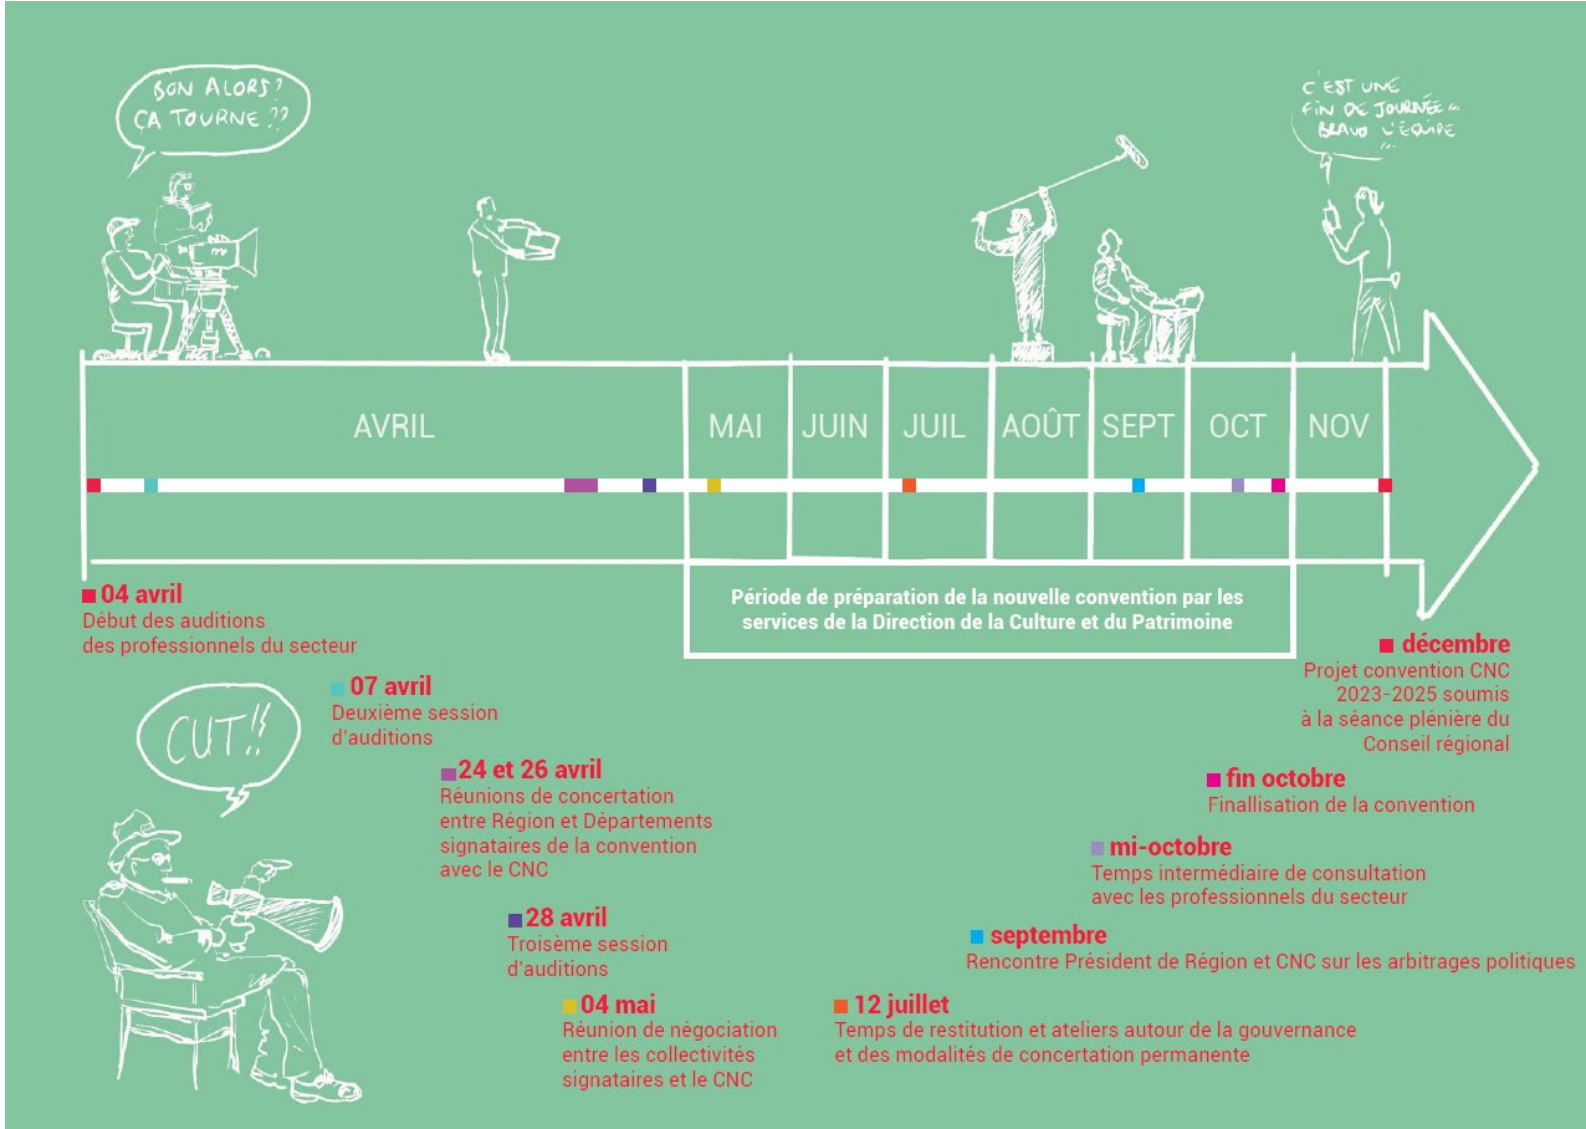 BON ALORS?
ÇA TOURNE ??
C'EST UNE
FIN DE JOURNÉE
BRAVO L'ÉQUIPE
AVRIL
MAI
JUIN
JUIL
AOÛT
SEPT
OCT
NOV
Période de préparation de la nouvelle convention par les
services de la Direction de la Culture et du Patrimoine
04 avril
Début des auditions
des professionnels du secteur
07 avril
Deuxième session
d'auditions
CUT!!
24 et 26 avril
Réunions de concertation
entre Région et Départements
signataires de la convention
avec le CNC
28 avril
Troisème session
d'auditions
04 mai
Réunion de négociation
entre les collectivités
signataires et le CNC
12 juillet
Temps de restitution et ateliers autour de la gouvernance
et des modalités de concertation permanente
septembre
Rencontre Président de Région et CNC sur les arbitrages politiques
mi-octobre
Temps intermédiaire de consultation
avec les professionnels du secteur
fin octobre
Finallisation de la convention
décembre
Projet convention CNC
2023-2025 soumis
à la séance plénière du
Conseil régional